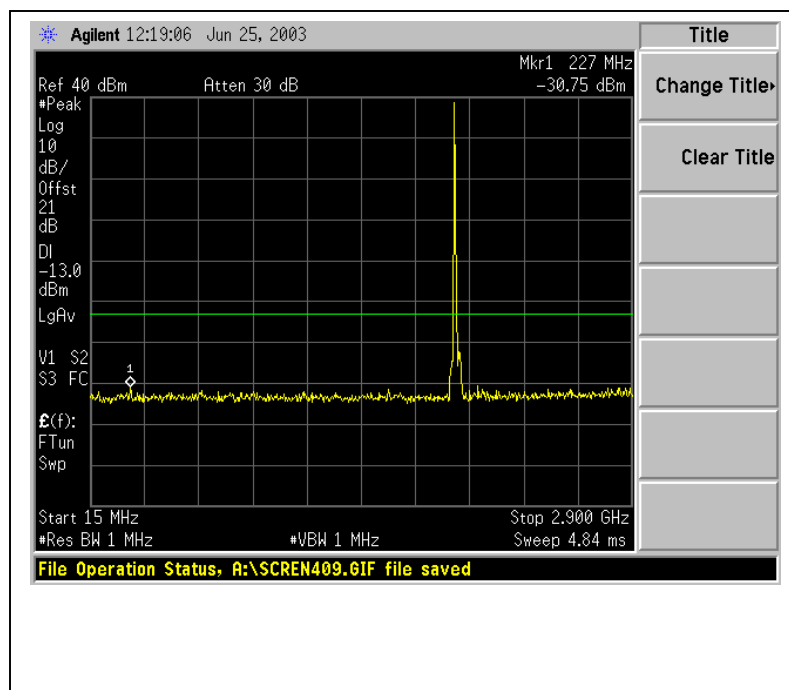 Agilent 12:19:06 Jun 25, 2003
Title
Mkr1 227 MHz
Ref 40 dBm Atten 30 dB -30.75 dBm
#Peak
Log
10
dB/
Offst
21
dB
DI
-13.0
dBm
LgAv
V1 S2
S3 FC
£(f):
FTun
Swp
1
Start 15 MHz Stop 2.900 GHz
#Res BW 1 MHz #VBW 1 MHz Sweep 4.84 ms
File Operation Status, A:\SCREN409.GIF file saved
Change Title
Clear Title